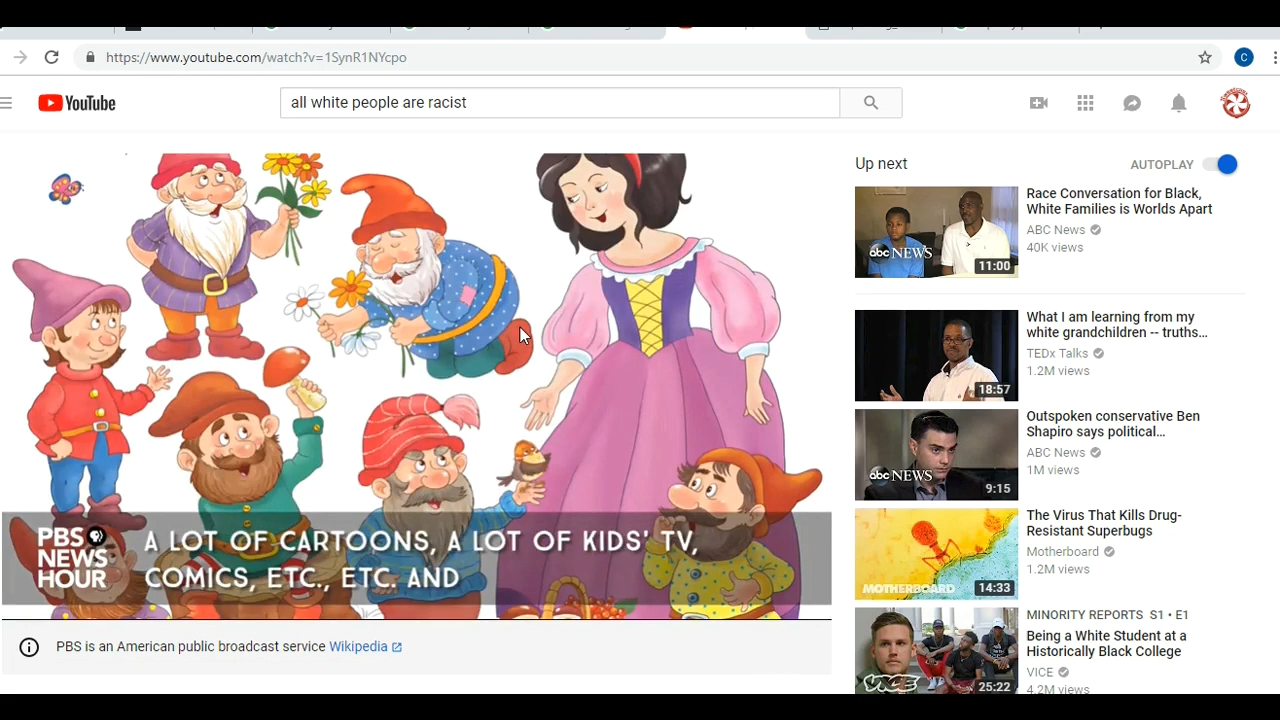 https://www.youtube.com/watch?v=1SynR1NYcpo
C
YouTube
all white people are racist
Up next
AUTOPLAY
abc NEWS
11:00
Race Conversation for Black,
White Families is Worlds Apart
ABC News
40K views
18:57
What I am learning from my
white grandchildren -- truths...
TEDx Talks
1.2M views
abc NEWS
9:15
Outspoken conservative Ben
Shapiro says political...
ABC News
1M views
MOTHERBOARD
14:33
The Virus That Kills Drug-
Resistant Superbugs
Motherboard
1.2M views
VICE
25:22
MINORITY REPORTS S1 • E1
Being a White Student at a
Historically Black College
VICE
4.2M views
PBS
NEWS
HOUR
A LOT OF CARTOONS, A LOT OF KIDS' TV,
COMICS, ETC., ETC. AND
PBS is an American public broadcast service Wikipedia